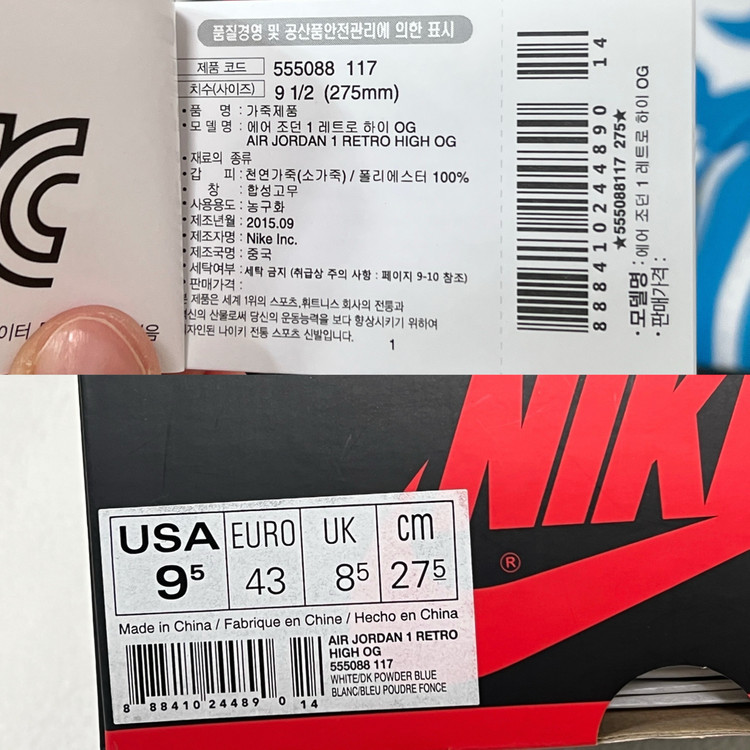 품질경영 및 공산품안전관리에 의한 표시
제품 코드 555088 117
치수(사이즈) 9 1/2 (275mm)
· 품 명 : 가죽제품
· 모 델 명 : 에어 조던 1 레트로 하이 OG
AIR JORDAN 1 RETRO HIGH OG
· 재료의 종류
· 갑 피 : 천연가죽(소가죽) / 폴리에스터 100%
· 창 : 합성고무
· 사용용도 : 농구화
· 제조년월 : 2015.09
· 제조자명 : Nike Inc.
· 제조국명 : 중국
· 세탁여부 : 세탁 금지 (취급상 주의 사항 : 페이지 9-10 참조)
· 판매가격 :
본 제품은 세계 1위의 스포츠,휘트니스 회사의 전통과
혁신의 산물로써 당신의 운동능력을 보다 향상시키기 위하여
디자인된 나이키 전통 스포츠 신발입니다.
1
14
888410244890
★555088117 275★
· 모델명 : 에어 조던 1 레트로 하이 OG
· 판매가격 :
이터
음
NIK
®
USA EURO UK cm
9⁵ 43 8⁵ 27⁵
Made in China / Fabrique en Chine / Hecho en China
AIR JORDAN 1 RETRO
HIGH OG
555088 117
WHITE/DK POWDER BLUE
BLANC/BLEU POUDRE FONCE
8 88410 24489 0 14